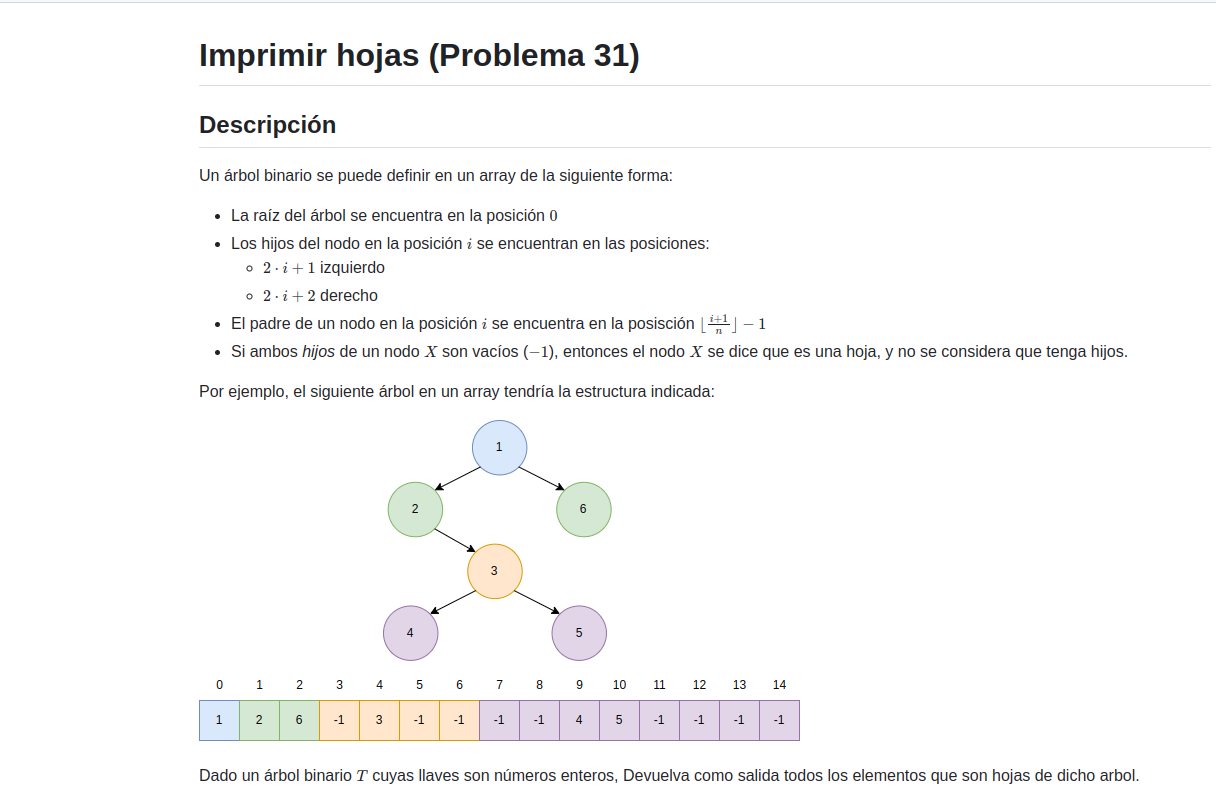 Imprimir hojas (Problema 31)
Descripción
Un árbol binario se puede definir en un array de la siguiente forma:
• La raíz del árbol se encuentra en la posición 0
• Los hijos del nodo en la posición i se encuentran en las posiciones:
◦ 2 · i + 1 izquierdo
◦ 2 · i + 2 derecho
• El padre de un nodo en la posición i se encuentra en la posisción ⌊(i+1)/n⌋ − 1
• Si ambos hijos de un nodo X son vacíos (−1), entonces el nodo X se dice que es una hoja, y no se considera que tenga hijos.
Por ejemplo, el siguiente árbol en un array tendría la estructura indicada:
1
2 6
3
4 5
0 1 2 3 4 5 6 7 8 9 10 11 12 13 14
1 2 6 -1 3 -1 -1 -1 -1 4 5 -1 -1 -1 -1
Dado un árbol binario T cuyas llaves son números enteros, Devuelva como salida todos los elementos que son hojas de dicho arbol.